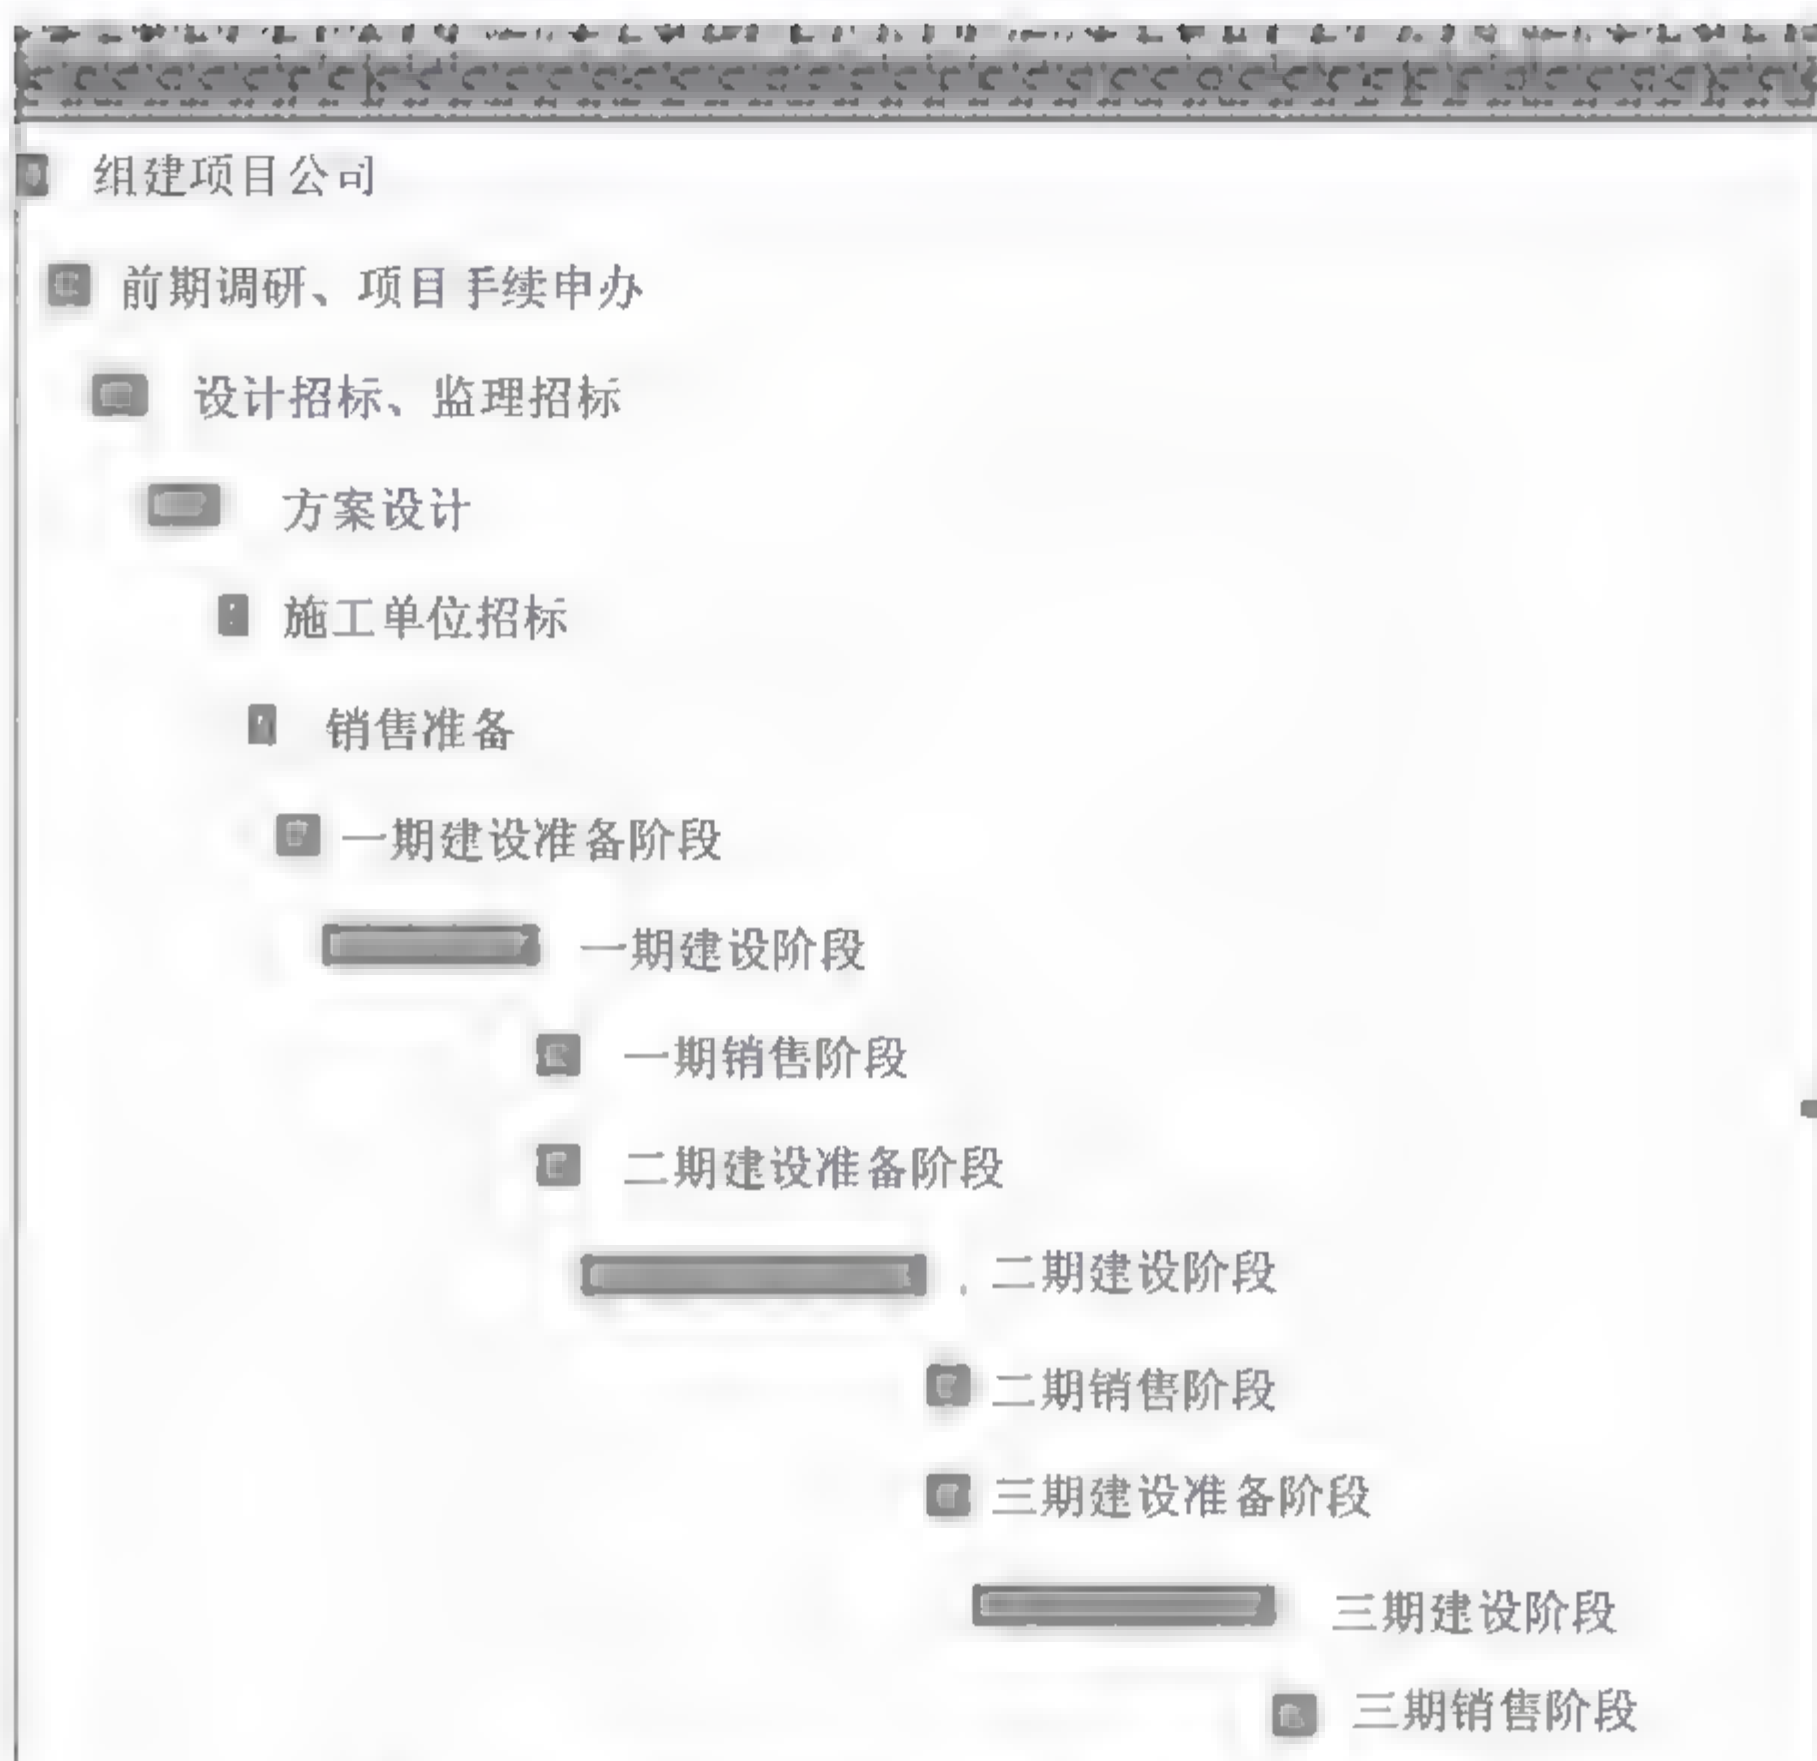 组建项目公司
前期调研、项目手续申办
设计招标、监理招标
方案设计
施工单位招标
销售准备
一期建设准备阶段
一期建设阶段
一期销售阶段
二期建设准备阶段
二期建设阶段
二期销售阶段
三期建设准备阶段
三期建设阶段
三期销售阶段